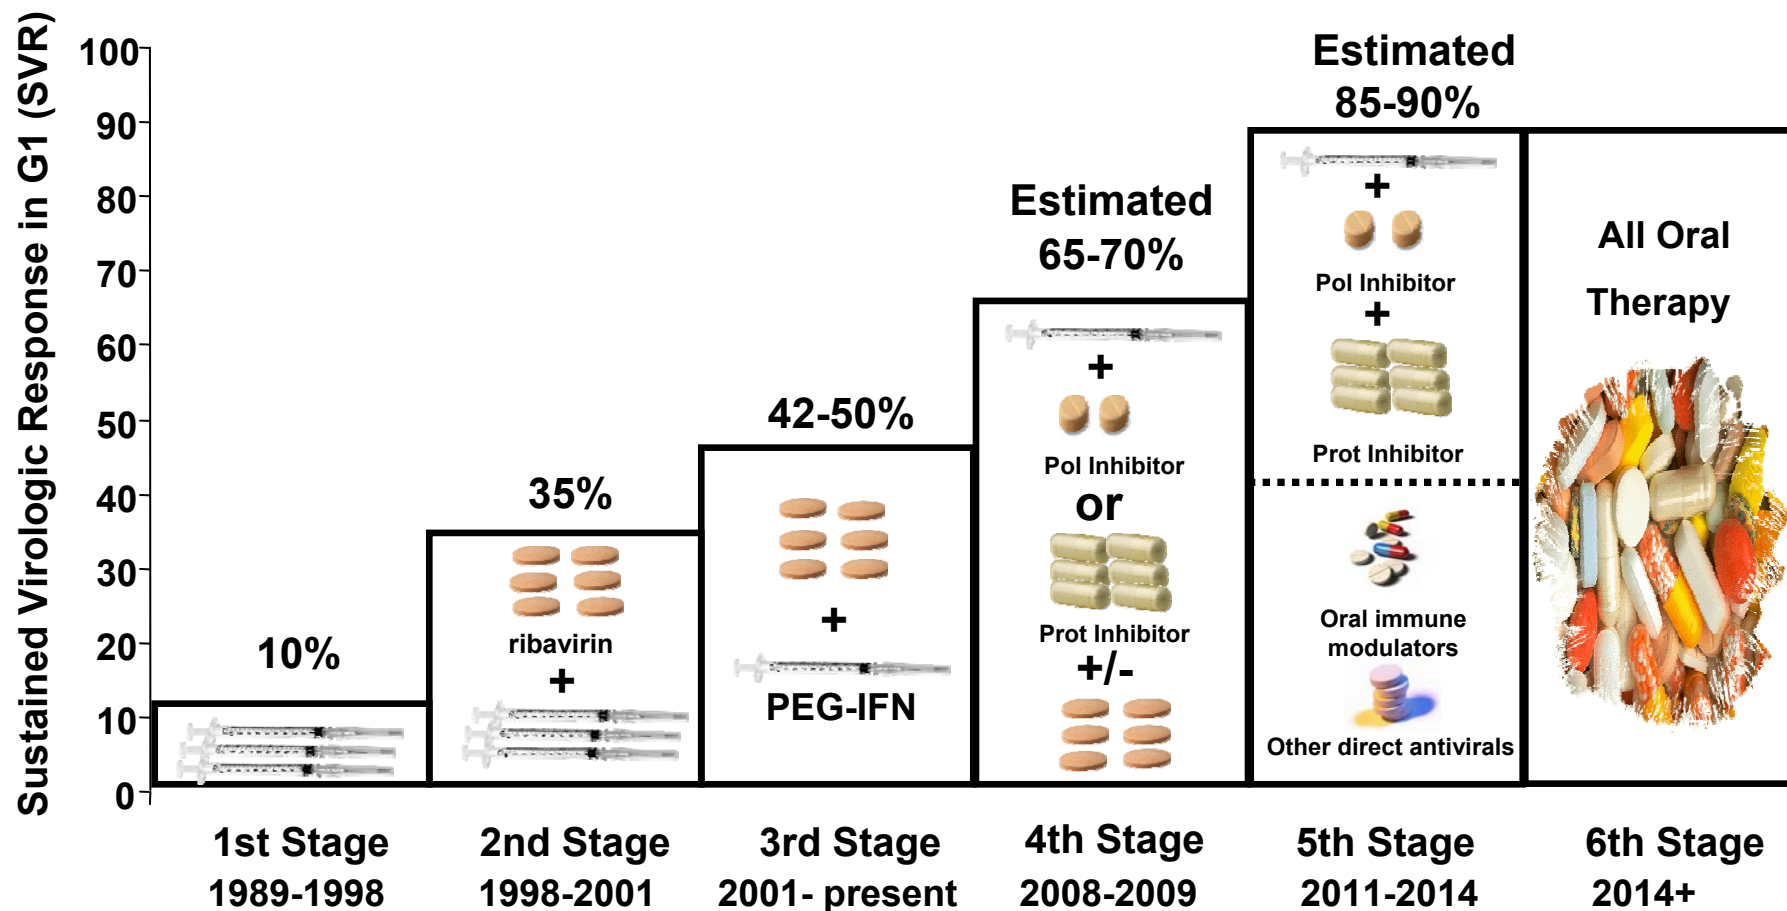 Sustained Virologic Response in G1 (SVR)
100
90
80
70
60
50
40
30
20
10
0
10%
35%
ribavirin
+
42-50%
+
PEG-IFN
Estimated
65-70%
+
Pol Inhibitor
or
Prot Inhibitor
+/-
Estimated
85-90%
+
Pol Inhibitor
+
Prot Inhibitor
Oral immune
modulators
Other direct antivirals
All Oral
Therapy
1st Stage
1989-1998
2nd Stage
1998-2001
3rd Stage
2001- present
4th Stage
2008-2009
5th Stage
2011-2014
6th Stage
2014+